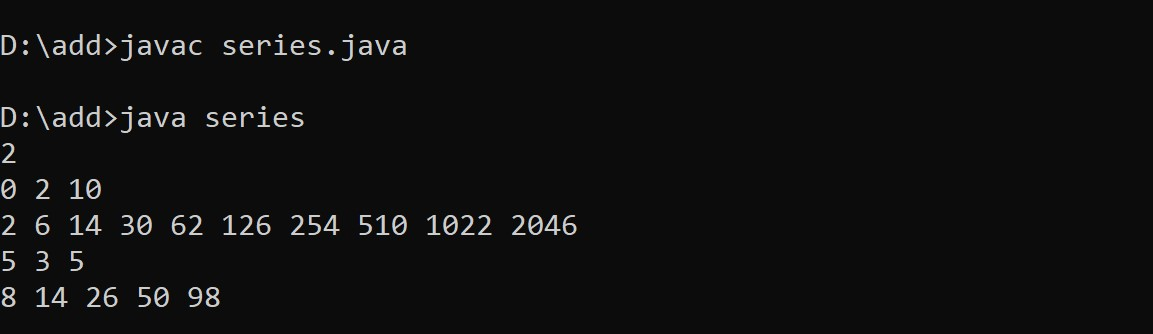 D:\add>javac series.java
D:\add>java series
2
0 2 10
2 6 14 30 62 126 254 510 1022 2046
5 3 5
8 14 26 50 98